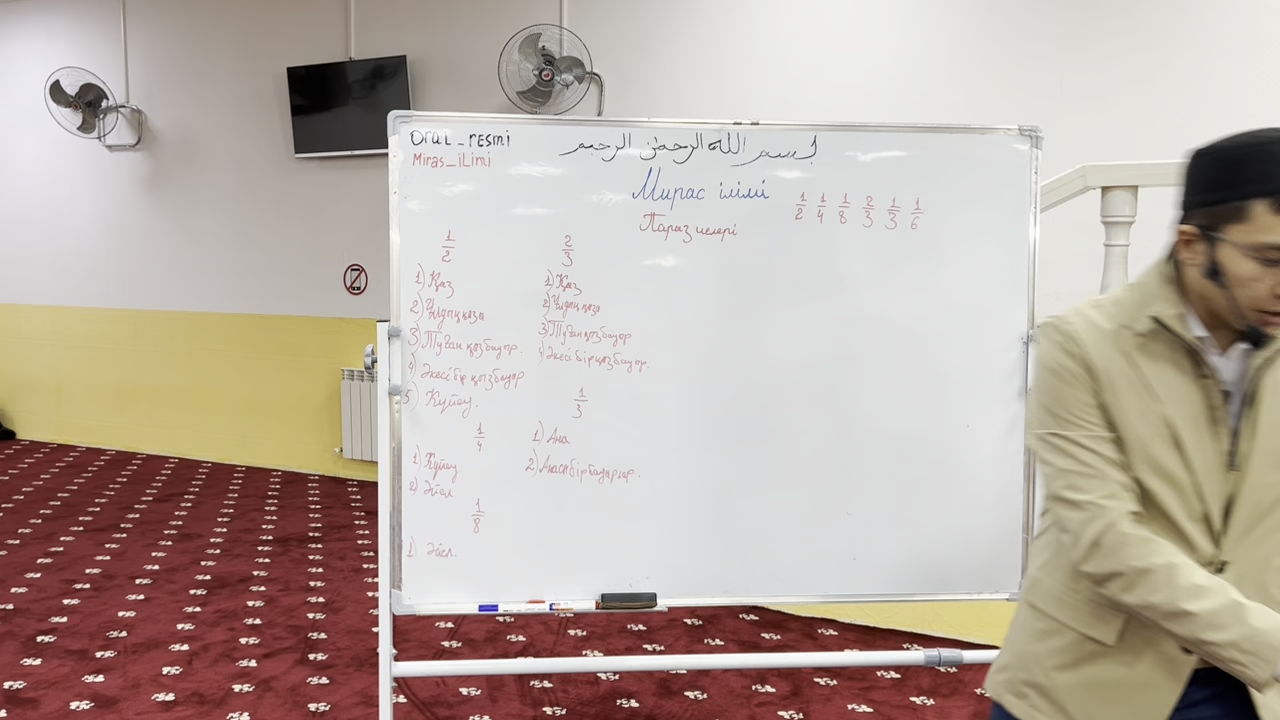 Oral_resmi
Miras_iLimi
بسم الله الرحمن الرحيم
Мирас ілімі
Параз иелері
1/2 1/4 1/8 2/3 1/3 1/6
1/2
1) Қыз
2) Ұлдың қызы
3) Туған қызбауыр.
4) Әкесі бір қызбауыр
5) Күйеу.
1/4
1) Күйеу
2) Әйел
1/8
1) Әйел.
2/3
1) Қыз
2) Ұлдың қызы
3) Туған қызбауыр
4) Әкесі бір қызбауыр.
1/3
1) Ана
2) Анасы бір бауырлар.